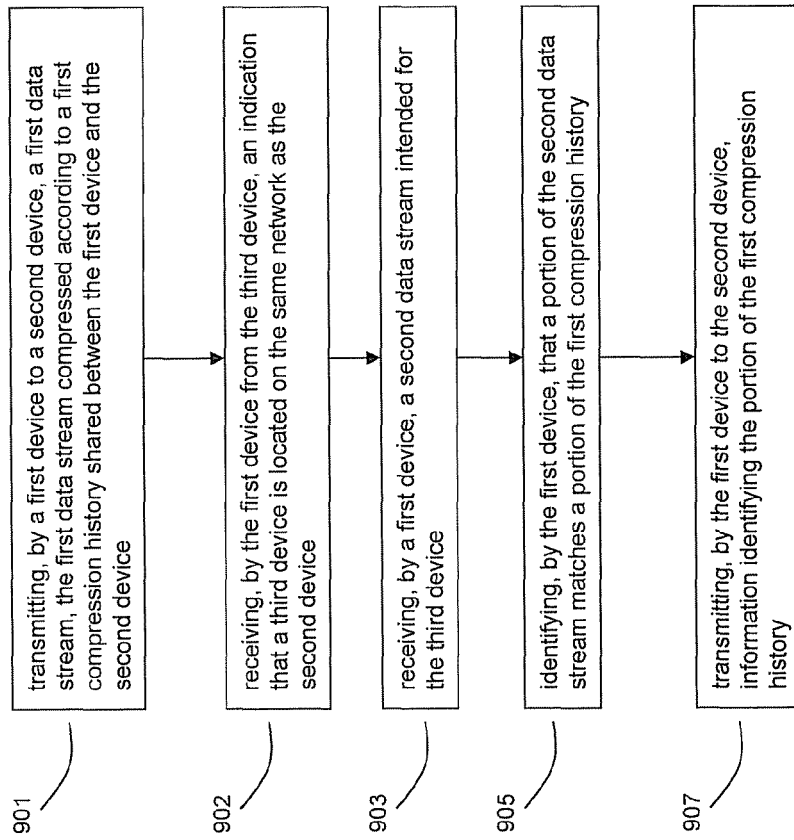 901
transmitting, by a first device to a second device, a first data
stream, the first data stream compressed according to a first
compression history shared between the first device and the
second device
902
receiving, by the first device from the third device, an indication
that a third device is located on the same network as the
second device
903
receiving, by a first device, a second data stream intended for
the third device
905
identifying, by the first device, that a portion of the second data
stream matches a portion of the first compression history
907
transmitting, by the first device to the second device,
information identifying the portion of the first compression
history